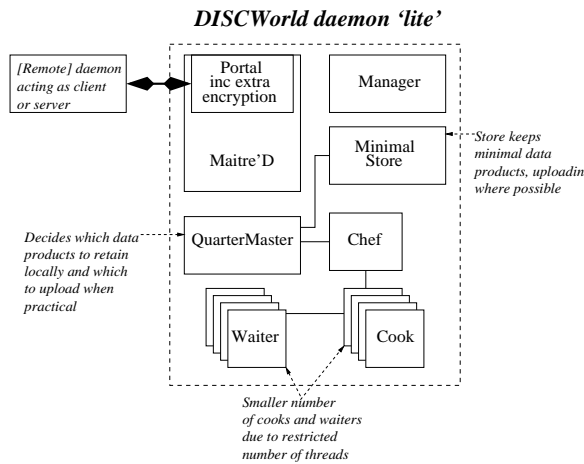 DISCWorld daemon ‘lite’
[Remote] daemon
acting as client
or server
Portal
inc extra
encryption
Maitre’D
Manager
Minimal
Store
Store keeps
minimal data
products, uploadin
where possible
Decides which data
products to retain
locally and which
to upload when
practical
QuarterMaster
Chef
Waiter
Cook
Smaller number
of cooks and waiters
due to restricted
number of threads